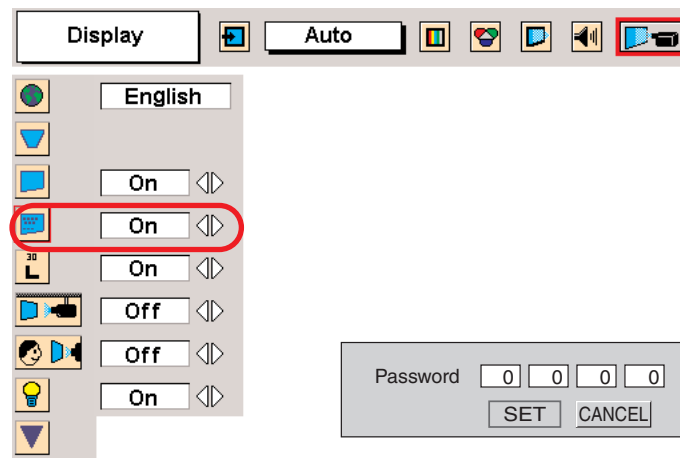 Display Auto
English
On
On
30
L
On
Off
Off
On
Password 0 0 0 0
SET CANCEL